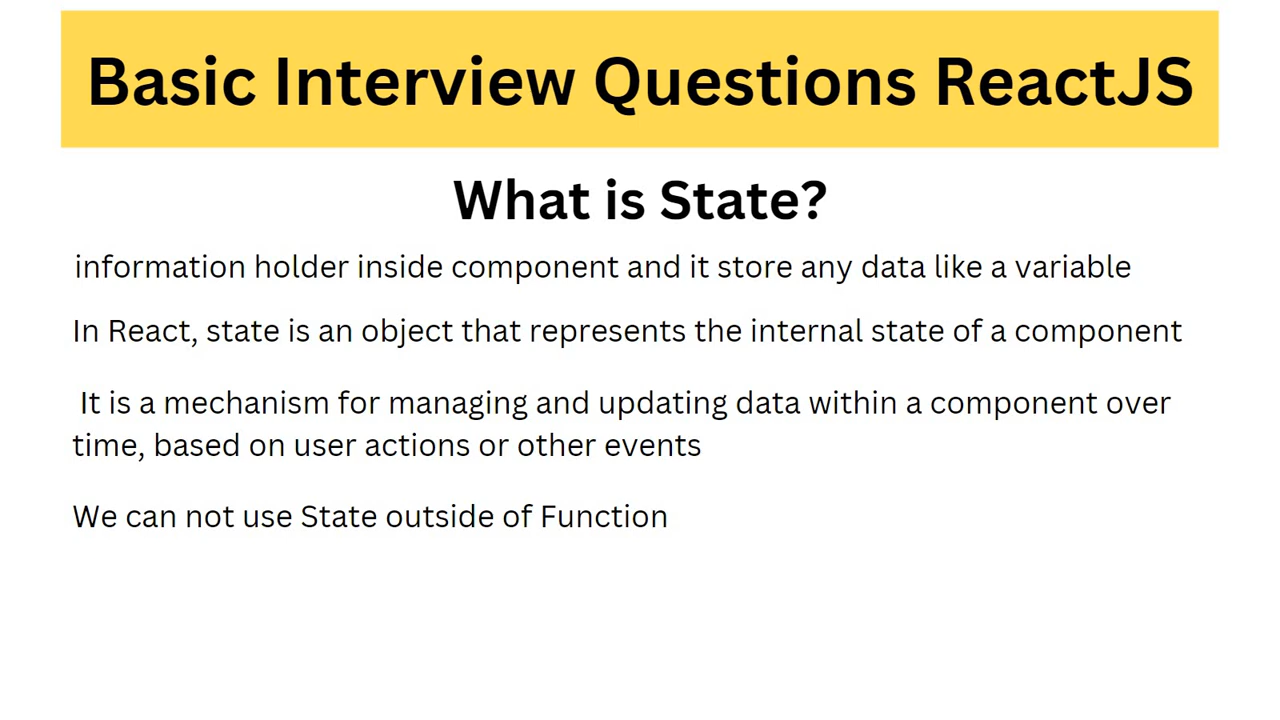 Basic Interview Questions ReactJS
What is State?
information holder inside component and it store any data like a variable
In React, state is an object that represents the internal state of a component
It is a mechanism for managing and updating data within a component over
time, based on user actions or other events
We can not use State outside of Function